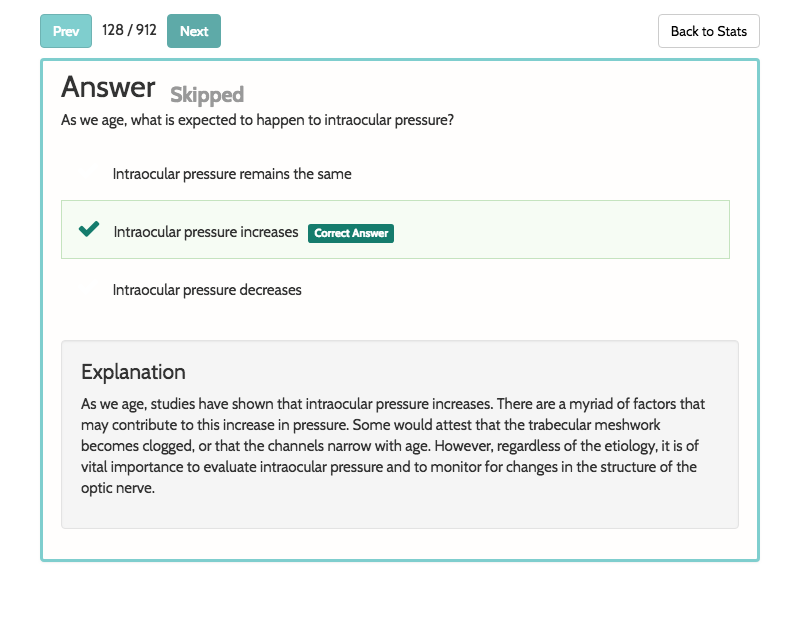 Prev 128 / 912 Next Back to Stats
Answer Skipped
As we age, what is expected to happen to intraocular pressure?
Intraocular pressure remains the same
Intraocular pressure increases Correct Answer
Intraocular pressure decreases
Explanation
As we age, studies have shown that intraocular pressure increases. There are a myriad of factors that
may contribute to this increase in pressure. Some would attest that the trabecular meshwork
becomes clogged, or that the channels narrow with age. However, regardless of the etiology, it is of
vital importance to evaluate intraocular pressure and to monitor for changes in the structure of the
optic nerve.